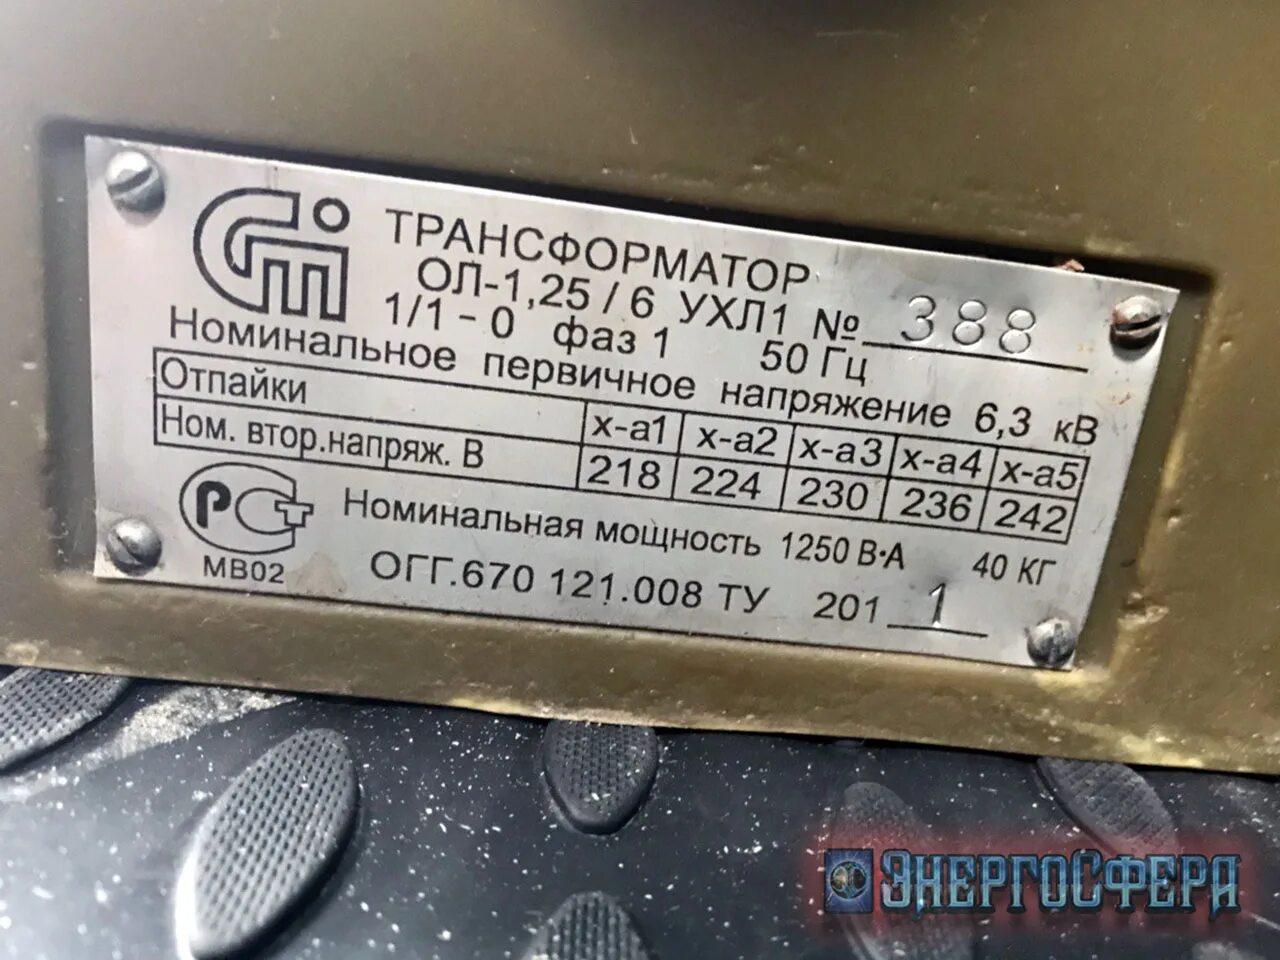 ТРАНСФОРМАТОР
ОЛ-1,25 / 6 УХЛ1 № 388
1/1 - 0 фаз 1 50 Гц
Номинальное первичное напряжение 6,3 кВ
Отпайки х-а1 х-а2 х-а3 х-а4 х-а5
Ном. втор.напряж. В 218 224 230 236 242
Номинальная мощность 1250 В·А 40 КГ
МВ02
ОГГ.670 121.008 ТУ 2011
ЭНЕРГОСФЕРА